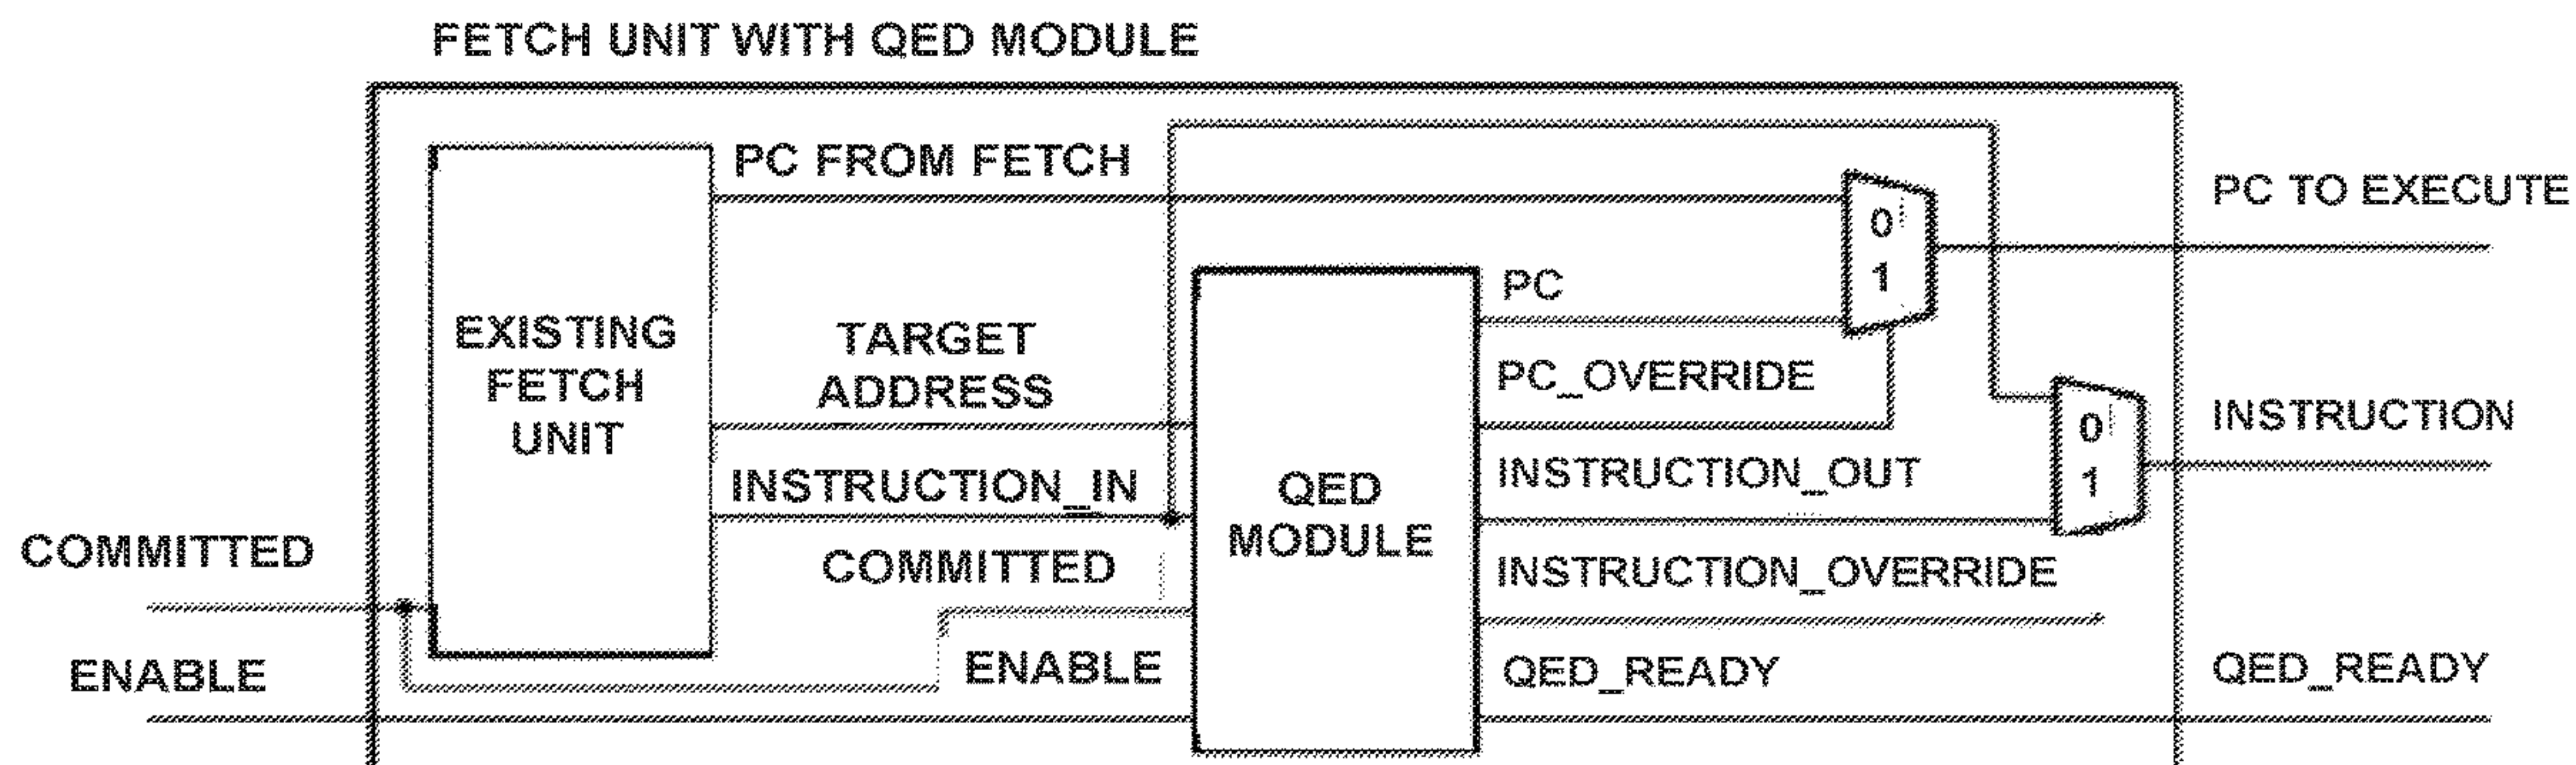 FETCH UNIT WITH QED MODULE
PC FROM FETCH
PC TO EXECUTE
0
1
PC
EXISTING
FETCH
UNIT
TARGET
ADDRESS
PC_OVERRIDE
INSTRUCTION
0
1
INSTRUCTION_IN
QED
MODULE
INSTRUCTION_OUT
COMMITTED
COMMITTED
INSTRUCTION_OVERRIDE
ENABLE
ENABLE
QED_READY
QED_READY